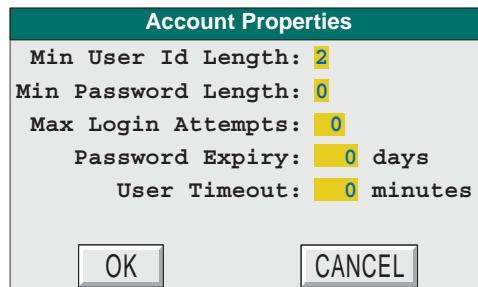 Account Properties
Min User Id Length: 2
Min Password Length: 0
Max Login Attempts: 0
Password Expiry: 0 days
User Timeout: 0 minutes
OK CANCEL